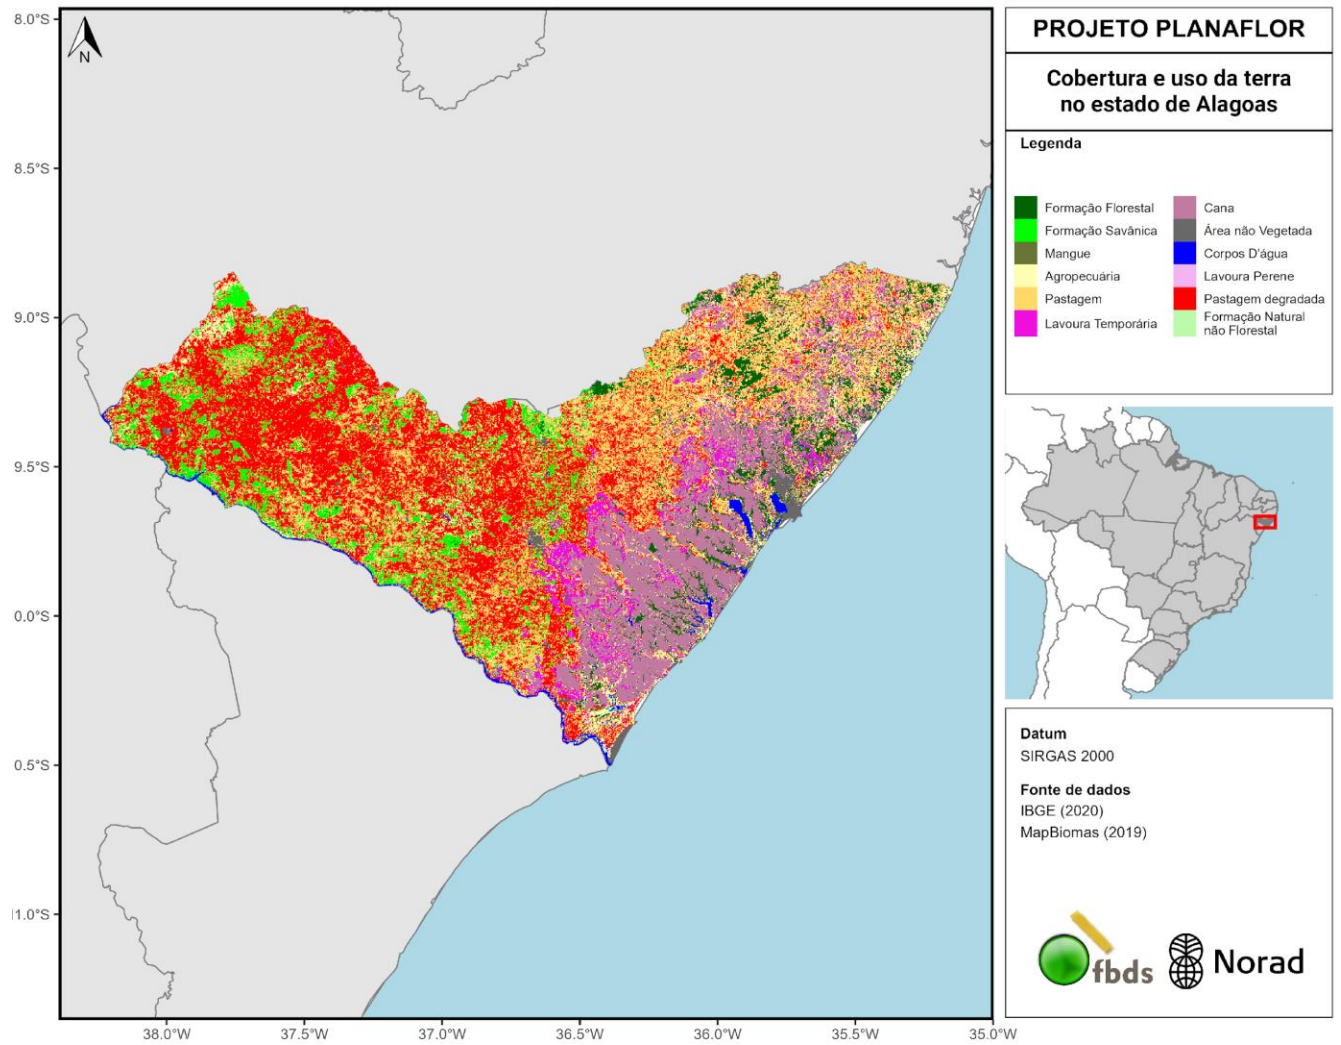 8.0°S
8.5°S
9.0°S
9.5°S
0.0°S
0.5°S
1.0°S
38.0°W
37.5°W
37.0°W
36.5°W
36.0°W
35.5°W
35.0°W
N
PROJETO PLANAFLOR
Cobertura e uso da terra
no estado de Alagoas
Legenda
Formação Florestal
Formação Savânica
Mangue
Agropecuária
Pastagem
Lavoura Temporária
Cana
Área não Vegetada
Corpos D'água
Lavoura Perene
Pastagem degradada
Formação Natural
não Florestal
Datum
SIRGAS 2000
Fonte de dados
IBGE (2020)
MapBiomas (2019)
fbds
Norad